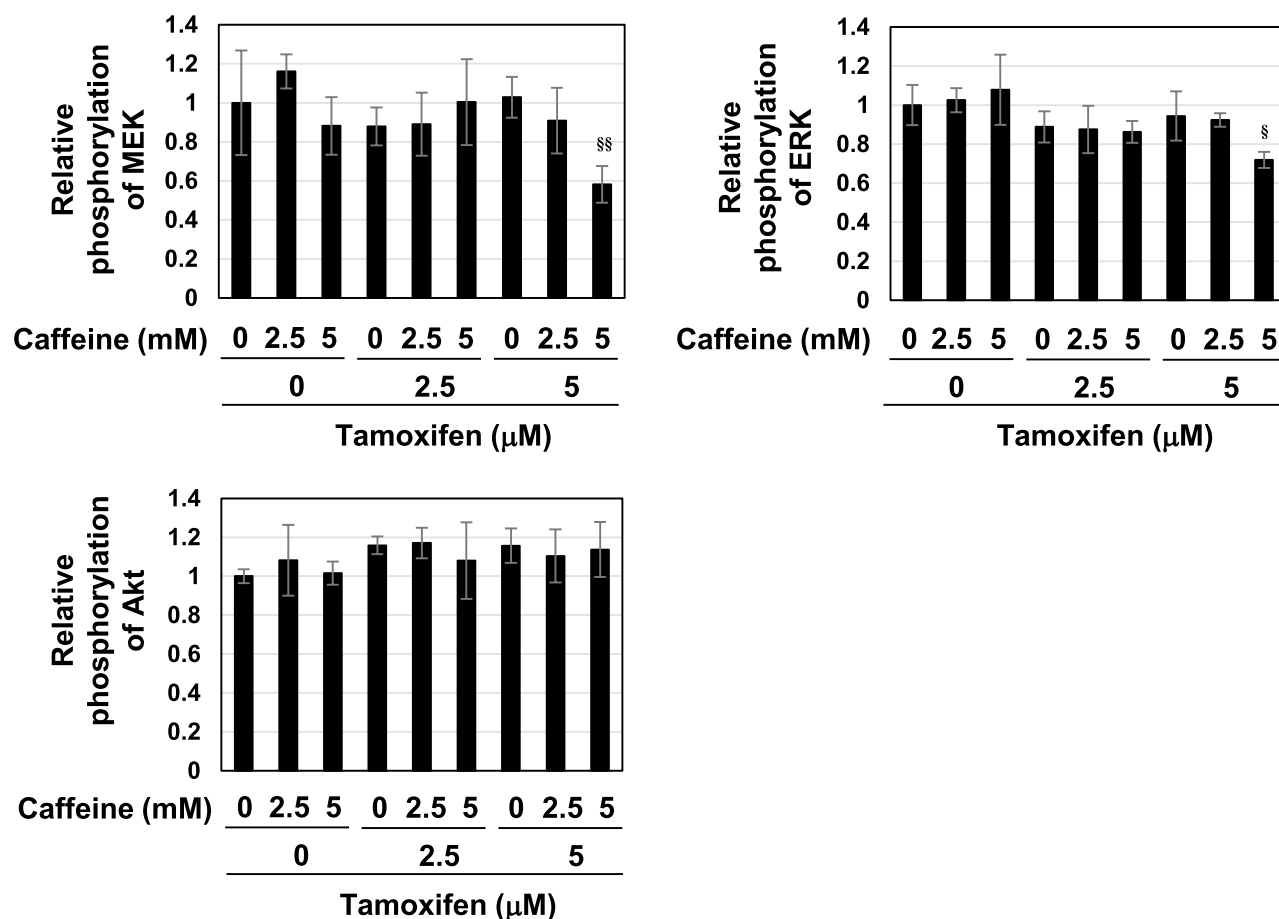 Relative
phosphorylation
of MEK
1.4
1.2
1
0.8
0.6
0.4
0.2
0
§§
Caffeine (mM) 0 2.5 5 0 2.5 5 0 2.5 5
0 2.5 5
Tamoxifen (μM)
Relative
phosphorylation
of ERK
1.4
1.2
1
0.8
0.6
0.4
0.2
0
§
Caffeine (mM) 0 2.5 5 0 2.5 5 0 2.5 5
0 2.5 5
Tamoxifen (μM)
Relative
phosphorylation
of Akt
1.4
1.2
1
0.8
0.6
0.4
0.2
0
Caffeine (mM) 0 2.5 5 0 2.5 5 0 2.5 5
0 2.5 5
Tamoxifen (μM)